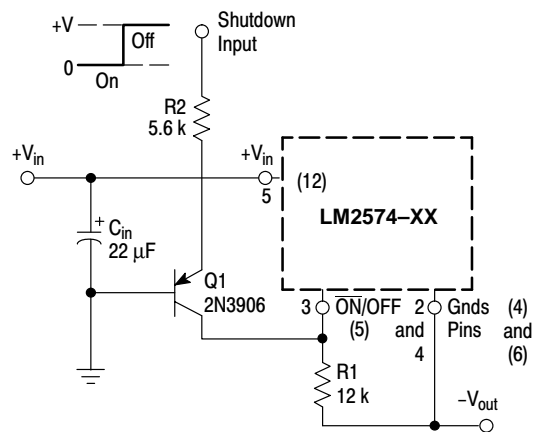 +V
Off
0
On
Shutdown
Input
R2
5.6 k
+Vin
+Vin
5
(12)
LM2574–XX
+
Cin
22 µF
Q1
2N3906
3
ON/OFF
(5)
2
and
4
Gnds
Pins
(4)
and
(6)
R1
12 k
–Vout